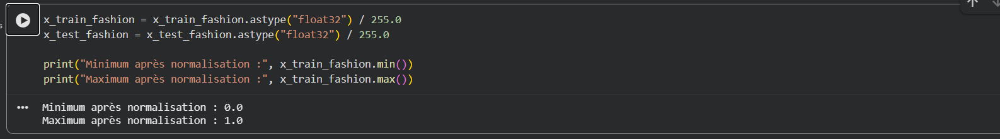 x_train_fashion = x_train_fashion.astype("float32") / 255.0
x_test_fashion = x_test_fashion.astype("float32") / 255.0
print("Minimum après normalisation :", x_train_fashion.min())
print("Maximum après normalisation :", x_train_fashion.max())
Minimum après normalisation : 0.0
Maximum après normalisation : 1.0